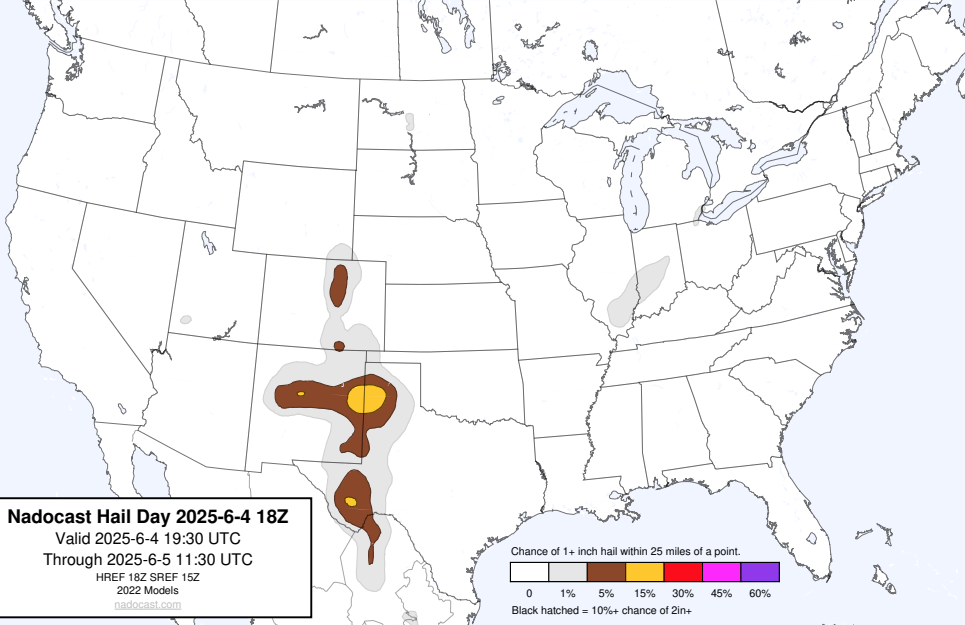 Nadocast Hail Day 2025-6-4 18Z
Valid 2025-6-4 19:30 UTC
Through 2025-6-5 11:30 UTC
HREF 18Z SREF 15Z
2022 Models
nadocast.com
Chance of 1+ inch hail within 25 miles of a point.
0 1% 5% 15% 30% 45% 60%
Black hatched = 10%+ chance of 2in+